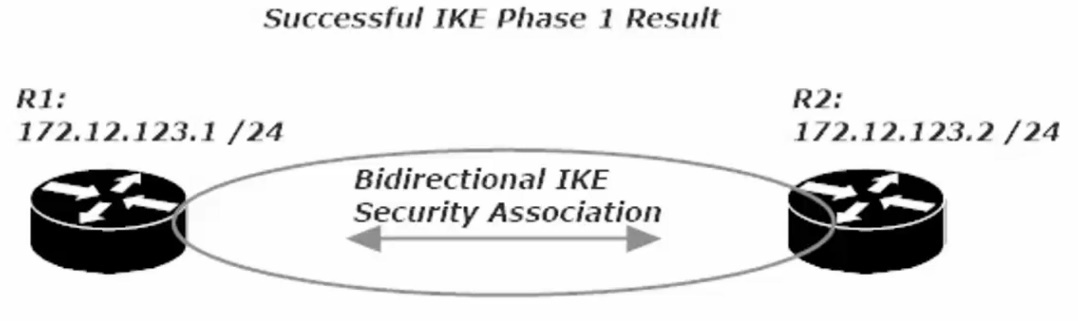 Successful IKE Phase 1 Result
R1:
172.12.123.1 /24
R2:
172.12.123.2 /24
Bidirectional IKE
Security Association